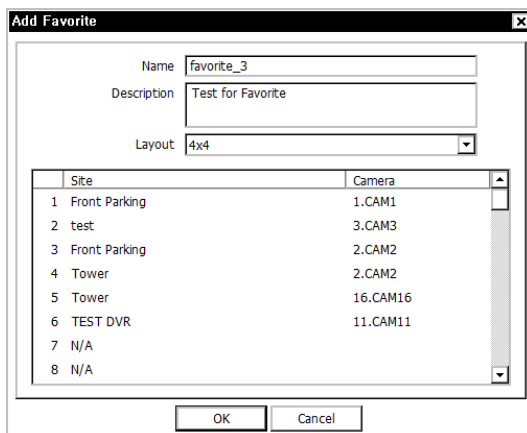 Add Favorite
Name favorite_3
Description Test for Favorite
Layout 4x4
Site Camera
1 Front Parking 1.CAM1
2 test 3.CAM3
3 Front Parking 2.CAM2
4 Tower 2.CAM2
5 Tower 16.CAM16
6 TEST DVR 11.CAM11
7 N/A
8 N/A
OK Cancel